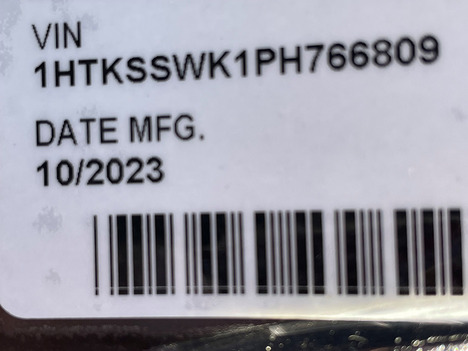 VIN
1HTKSSWK1PH766809
DATE MFG.
10/2023